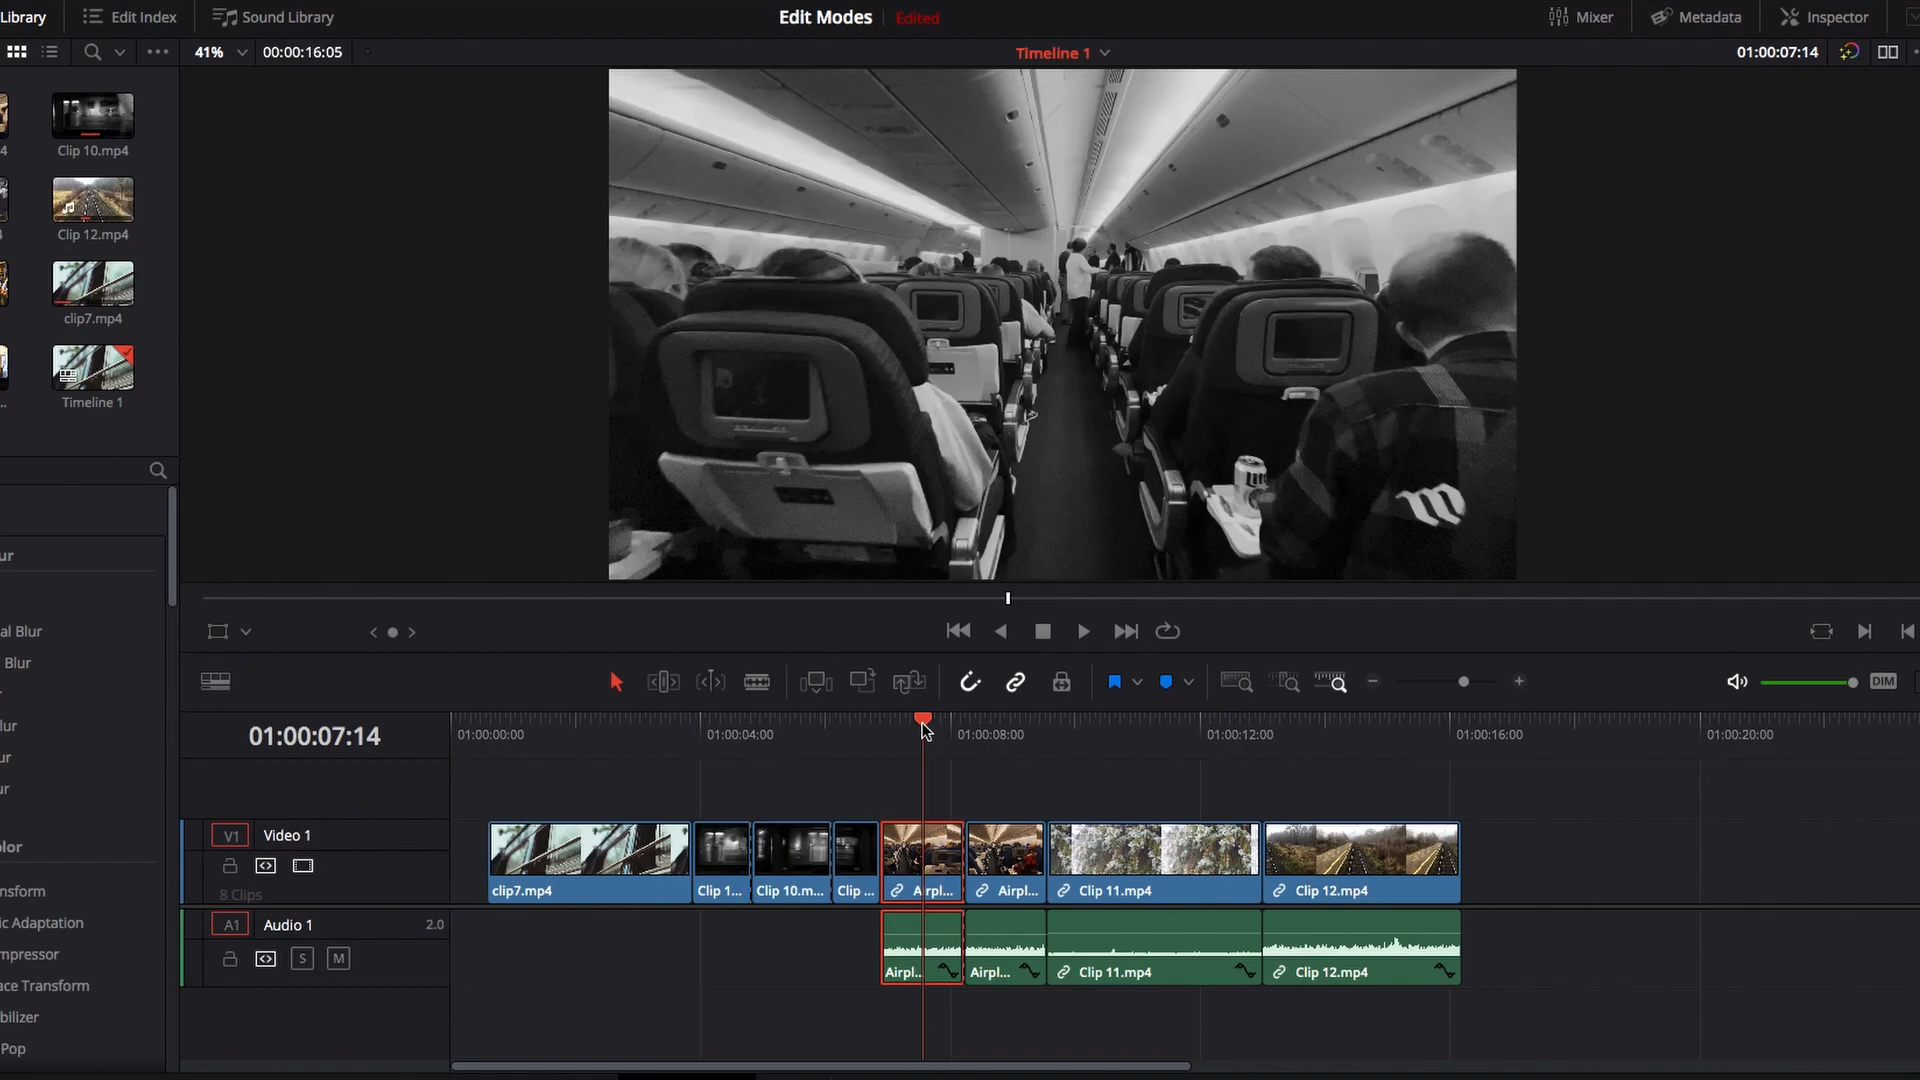 Library
Edit Index
Sound Library
Edit Modes
Edited
Mixer
Metadata
Inspector
41%
00:00:16:05
Timeline 1
01:00:07:14
Clip 10.mp4
Clip 12.mp4
clip7.mp4
Timeline 1
...
ur
al Blur
Blur
r
lur
ur
ur
olor
ansform
ic Adaptation
ompressor
ace Transform
bilizer
Pop
DIM
01:00:07:14
01:00:00:00
01:00:04:00
01:00:08:00
01:00:12:00
01:00:16:00
01:00:20:00
V1
Video 1
8 Clips
clip7.mp4
Clip 1...
Clip 10.m...
Clip ...
Airpl...
Airpl...
Clip 11.mp4
Clip 12.mp4
A1
Audio 1
2.0
S
M
Airpl...
Airpl...
Clip 11.mp4
Clip 12.mp4